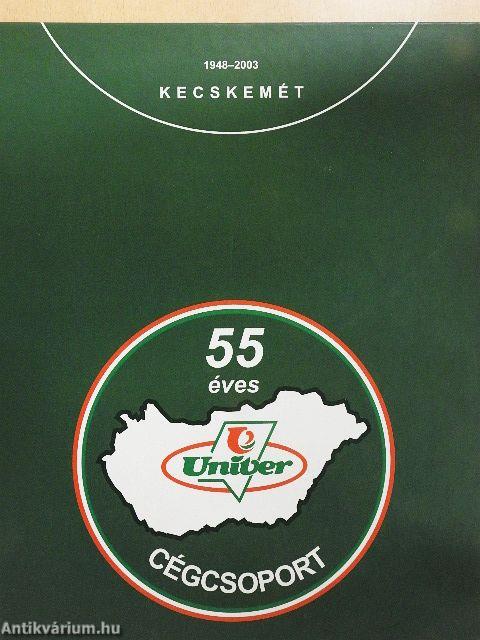 1948–2003
KECSKEMÉT
55
éves
Univer
CÉGCSOPORT
Antikvárium.hu